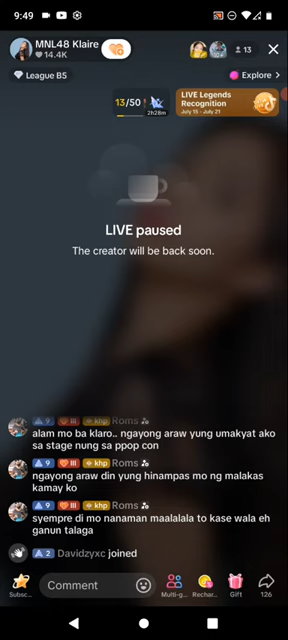 9:49
MNL48 Klaire
14.4K
13
League B5
Explore >
13/50
2h28m
LIVE Legends
Recognition
July 15 - July 21
LIVE paused
The creator will be back soon.
9 III khp Roms
alam mo ba klaro.. ngayong araw yung umakyat ako
sa stage nung sa ppop con
9 III khp Roms
ngayong araw din yung hinampas mo ng malakas
kamay ko
9 III khp Roms
syempre di mo nanaman maalalala to kase wala eh
ganun talaga
2 Davidzyxc joined
Comment
Subsc...
Multi-g...
Rechar...
Gift
126